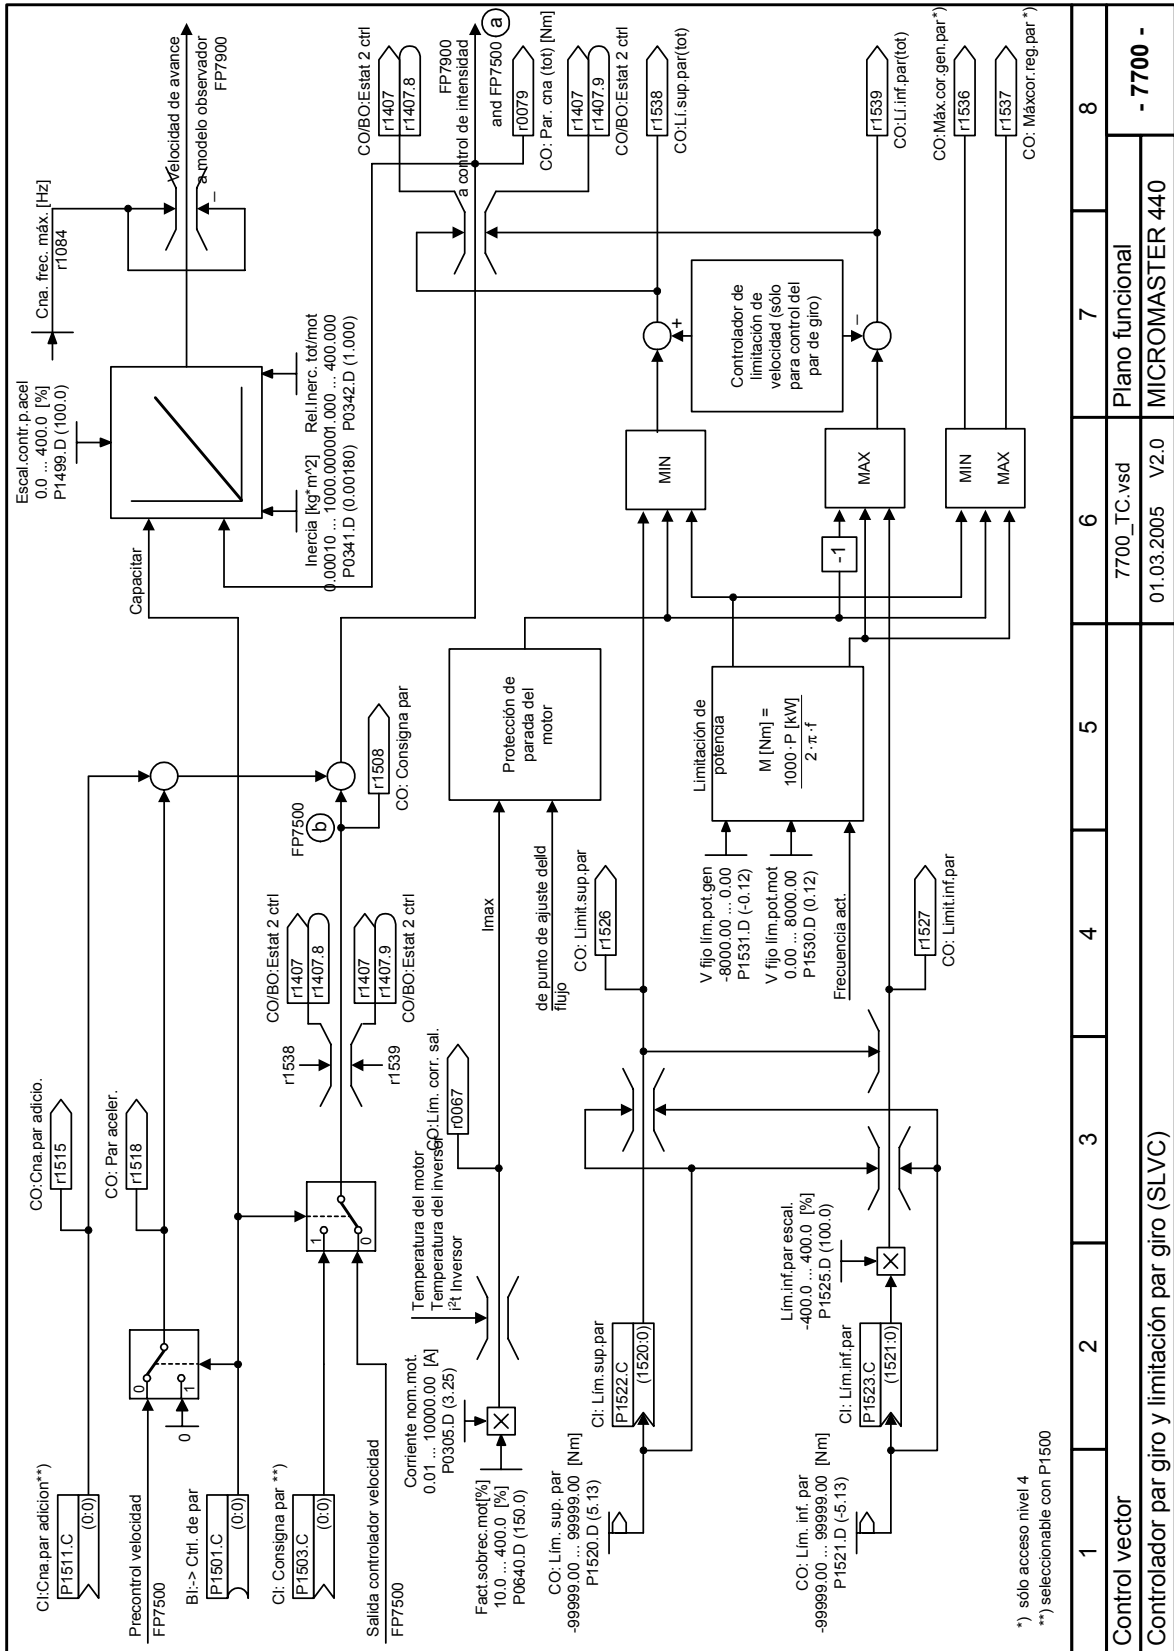 CI:Cna.par adicion**)
P1511.C
(0:0)
Precontrol velocidad
FP7500
BI:-> Ctrl. de par
P1501.C
(0:0)
CI: Consigna par **)
P1503.C
(0:0)
Salida controlador velocidad
FP7500
0
1
0
CO:Cna.par adicio.
r1515
CO: Par aceler.
r1518
1
0
r1538
r1539
CO/BO:Estat 2 ctrl
r1407
r1407.8
r1407
r1407.9
CO/BO:Estat 2 ctrl
FP7500
b
r1508
CO: Consigna par
Capacitar
Escal.contr.p.acel
0.0 ... 400.0 [%]
P1499.D (100.0)
Inercia [kg*m^2]
0.00010 ... 1000.00000
P0341.D (0.00180)
Rel.Inerc. tot/mot
1.000 ... 400.000
P0342.D (1.000)
Cna. frec. máx. [Hz]
r1084
Velocidad de avance
a modelo observador
FP7900
–
CO/BO:Estat 2 ctrl
r1407
r1407.8
FP7900
a control de intensidad
and FP7500
a
r0079
CO: Par. cna (tot) [Nm]
r1407
r1407.9
CO/BO:Estat 2 ctrl
r1538
CO:Lí.sup.par(tot)
r1539
CO:Lí.inf.par(tot)
CO:Máx.cor.gen.par*)
r1536
r1537
CO: Máxcor.reg.par*)
Fact.sobrec.mot[%]
10.0 ... 400.0 [%]
P0640.D (150.0)
Corriente nom.mot.
0.01 ... 10000.00 [A]
P0305.D (3.25)
X
Temperatura del motor
Temperatura del inversor
i²t Inversor
CO:Lím. corr. sal.
r0067
Imax
de punto de ajuste delld
flujo
Protección de
parada del
motor
CO: Lím. sup. par
-99999.00 ... 99999.00 [Nm]
P1520.D (5.13)
CI: Lím.sup.par
P1522.C
(1520:0)
CO: Limit.sup.par
r1526
V fijo lím.pot.gen
-8000.00 ... 0.00
P1531.D (-0.12)
V fijo lím.pot.mot
0.00 ... 8000.00
P1530.D (0.12)
Frecuencia act.
Limitación de
potencia
M [Nm] =
1000·P [kW]
2·π·f
CO: Lím. inf. par
-99999.00 ... 99999.00 [Nm]
P1521.D (-5.13)
CI: Lím.inf.par
P1523.C
(1521:0)
Lím.inf.par escal.
-400.0 ... 400.0 [%]
P1525.D (100.0)
X
r1527
CO: Limit.inf.par
-1
MIN
MAX
MIN
MAX
Controlador de
limitación de
velocidad (sólo
para control del
par de giro)
+
–
*) sólo acceso nivel 4
**) seleccionable con P1500
1 2 3 4 5 6 7 8
Control vector
7700_TC.vsd
Plano funcional
- 7700 -
Controlador par giro y limitación par giro (SLVC)
01.03.2005 V2.0
MICROMASTER 440